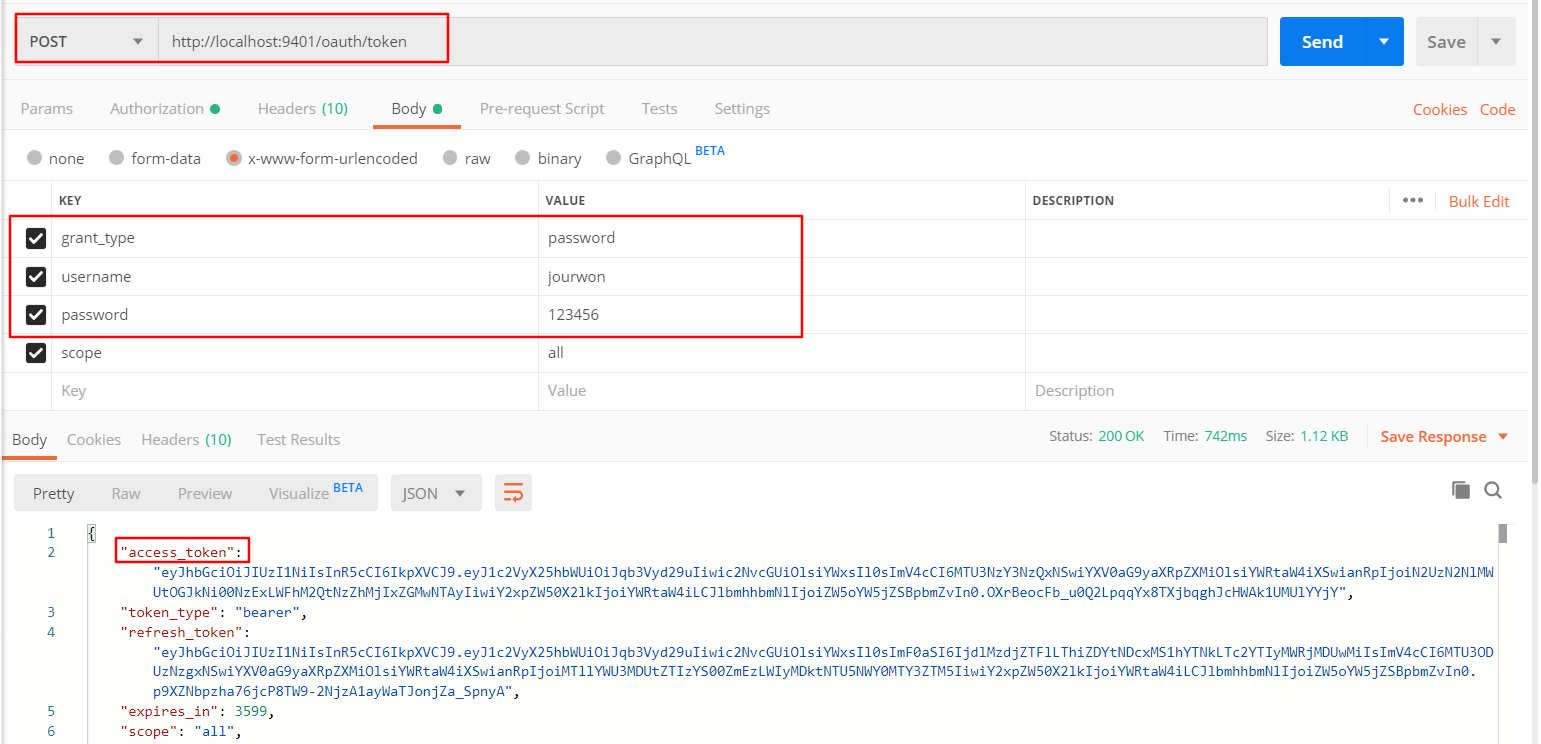 POST http://localhost:9401/oauth/token Send Save
Params Authorization Headers (10) Body Pre-request Script Tests Settings Cookies Code
none form-data x-www-form-urlencoded raw binary GraphQL BETA
KEY VALUE DESCRIPTION ••• Bulk Edit
grant_type password
username jourwon
password 123456
scope all
Key Value Description
Body Cookies Headers (10) Test Results Status: 200 OK Time: 742ms Size: 1.12 KB Save Response
Pretty Raw Preview Visualize BETA JSON
1 {
2 "access_token":
"eyJhbGciOiJIUzI1NiIsInR5cCI6IkpXVCJ9.eyJ1c2VyX25hbWUiOiJqb3Vyd29uIiwic2NvcGUiOlsiYWxsIl0sImV4cCI6MTU3NzY3NzQxNSwiYXV0aG9yaXRpZXMiOlsiYWRtaW4iXSwianRpIjoiN2UzN2NlMW
UtOGJkNi00NzExLWFhM2QtNzZhMjIxZGMwNTAyIiwiY2xpZW50X2lkIjoiYWRtaW4iLCJlbmhhbmNlIjoiZW5oYW5jZSBpbmZvIn0.OXrBeocFb_u0Q2LpqqYx8TXjbqghJcHWAk1UMUlYYjY",
3 "token_type": "bearer",
4 "refresh_token":
"eyJhbGciOiJIUzI1NiIsInR5cCI6IkpXVCJ9.eyJ1c2VyX25hbWUiOiJqb3Vyd29uIiwic2NvcGUiOlsiYWxsIl0sImF0aSI6IjdlMzdjZTFlLThiZDYtNDcxMS1hYTNkLTc2YTIyMWRjMDUwMiIsImV4cCI6MTU3OD
UzNzgxNSwiYXV0aG9yaXRpZXMiOlsiYWRtaW4iXSwianRpIjoiMTllYWU3MDUtZTIzYS00ZmEzLWIyMDktNTU5NWY0MTY3ZTM5IiwiY2xpZW50X2lkIjoiYWRtaW4iLCJlbmhhbmNlIjoiZW5oYW5jZSBpbmZvIn0.
p9XZNbpzha76jcP8TW9-2NjzA1ayWaTJonjZa_SpnyA",
5 "expires_in": 3599,
6 "scope": "all",